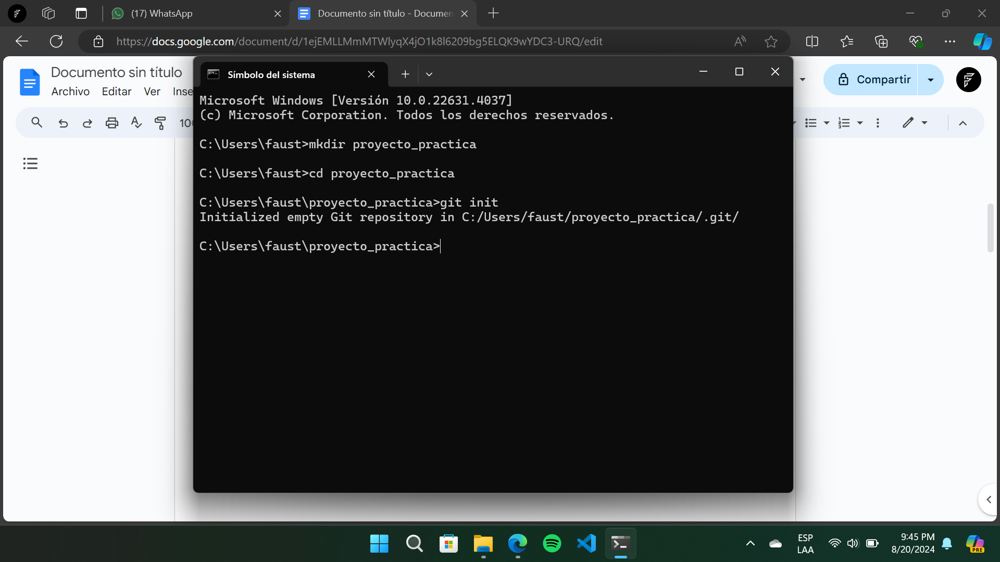 (17) WhatsApp
Documento sin título - Documen
https://docs.google.com/document/d/1ejEMLLMmMTWlyqX4jO1k8l6209bg5ELQK9wYDC3-URQ/edit
Documento sin título
Archivo Editar Ver Inse
Compartir
100
Símbolo del sistema
Microsoft Windows [Versión 10.0.22631.4037]
(c) Microsoft Corporation. Todos los derechos reservados.
C:\Users\faust>mkdir proyecto_practica
C:\Users\faust>cd proyecto_practica
C:\Users\faust\proyecto_practica>git init
Initialized empty Git repository in C:/Users/faust/proyecto_practica/.git/
C:\Users\faust\proyecto_practica>
ESP
LAA
9:45 PM
8/20/2024
PRE